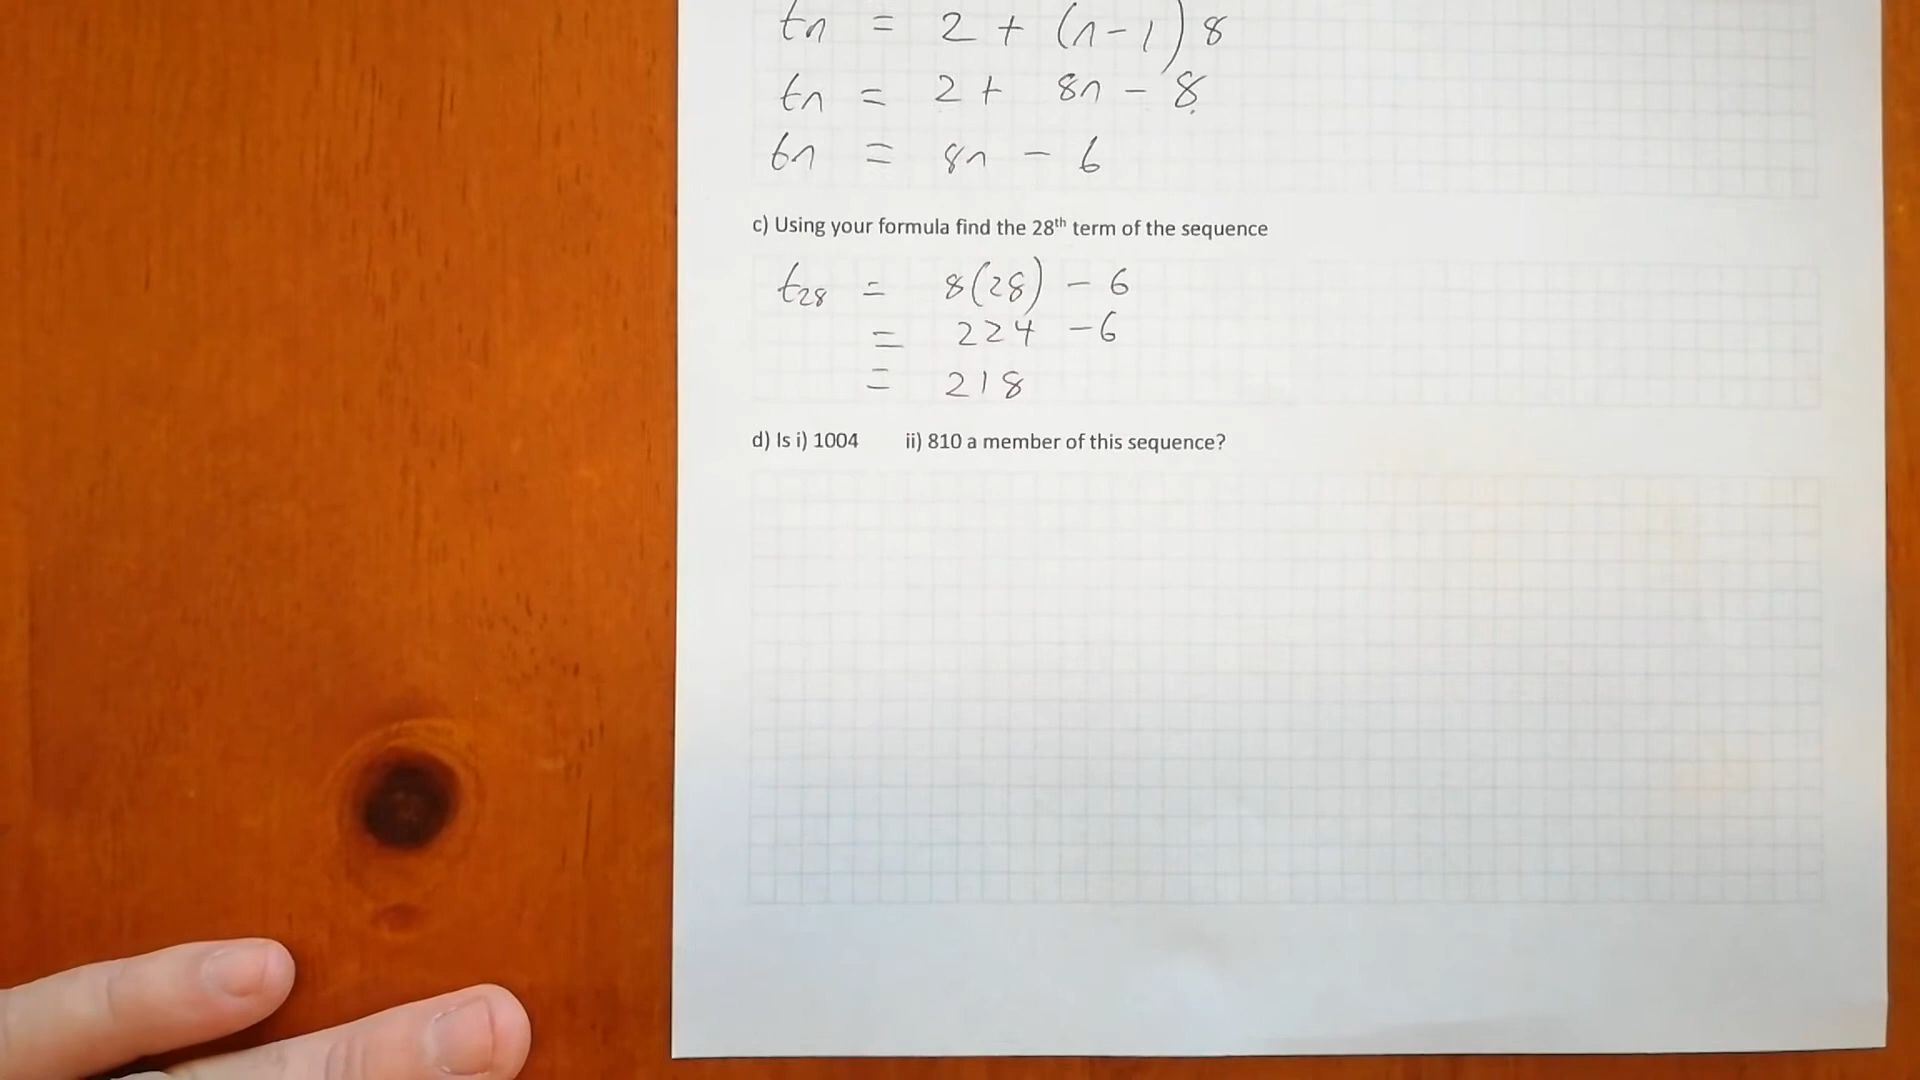 tn = 2 + (n-1) 8
tn = 2 + 8n - 8
tn = 8n - 6
c) Using your formula find the 28th term of the sequence
t28 = 8(28) - 6
= 224 - 6
= 218
d) Is i) 1004 ii) 810 a member of this sequence?